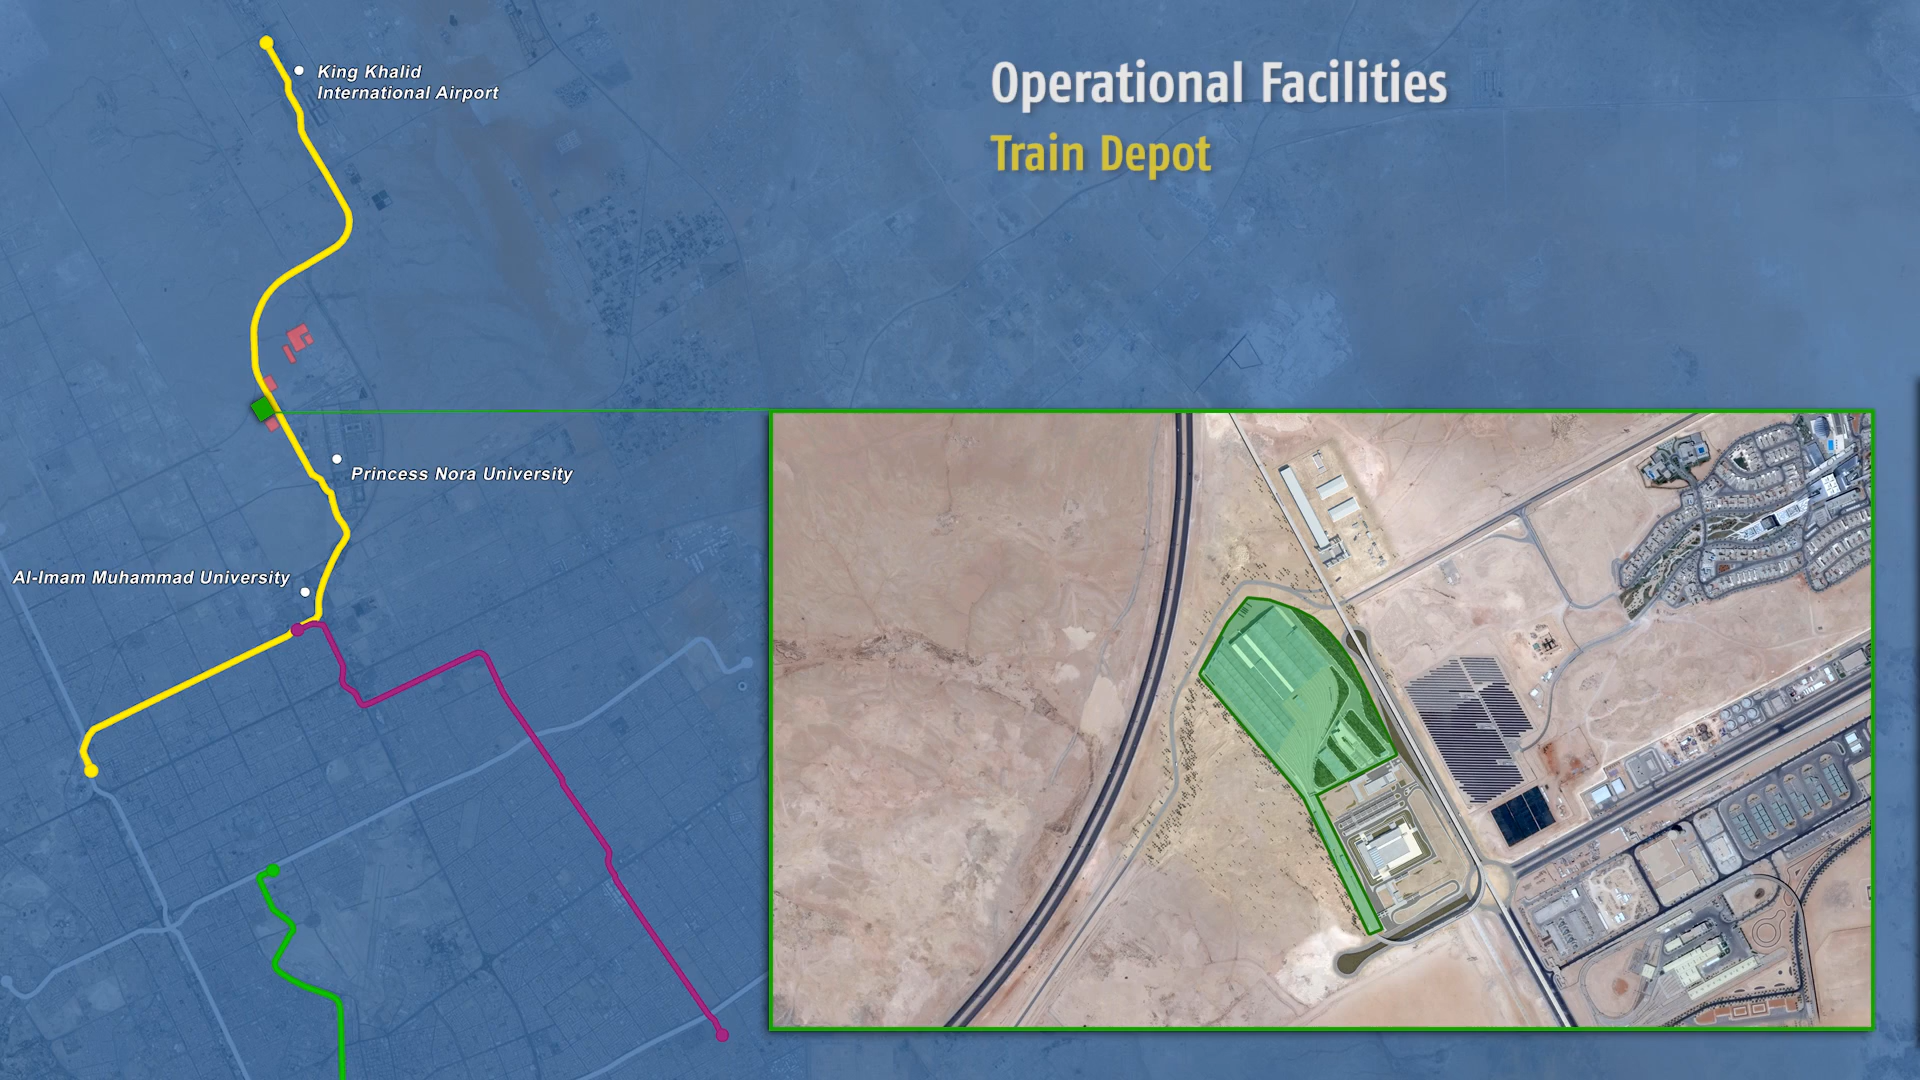 Operational Facilities
Train Depot
King Khalid
International Airport
Princess Nora University
Al-Imam Muhammad University